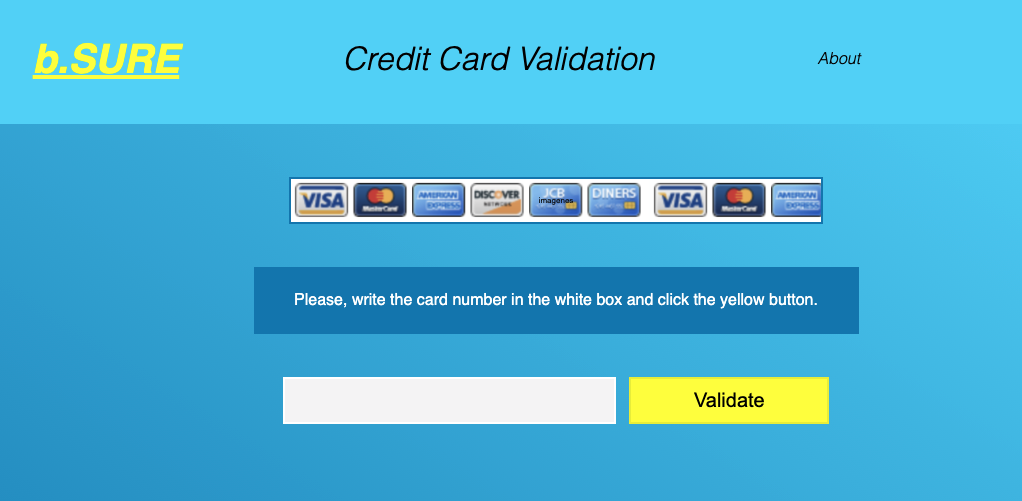 b.SURE
Credit Card Validation
About
VISA MasterCard AMERICAN EXPRESS DISCOVER NETWORK JCB imagenes DINERS VISA MasterCard AMERICAN
Please, write the card number in the white box and click the yellow button.
Validate